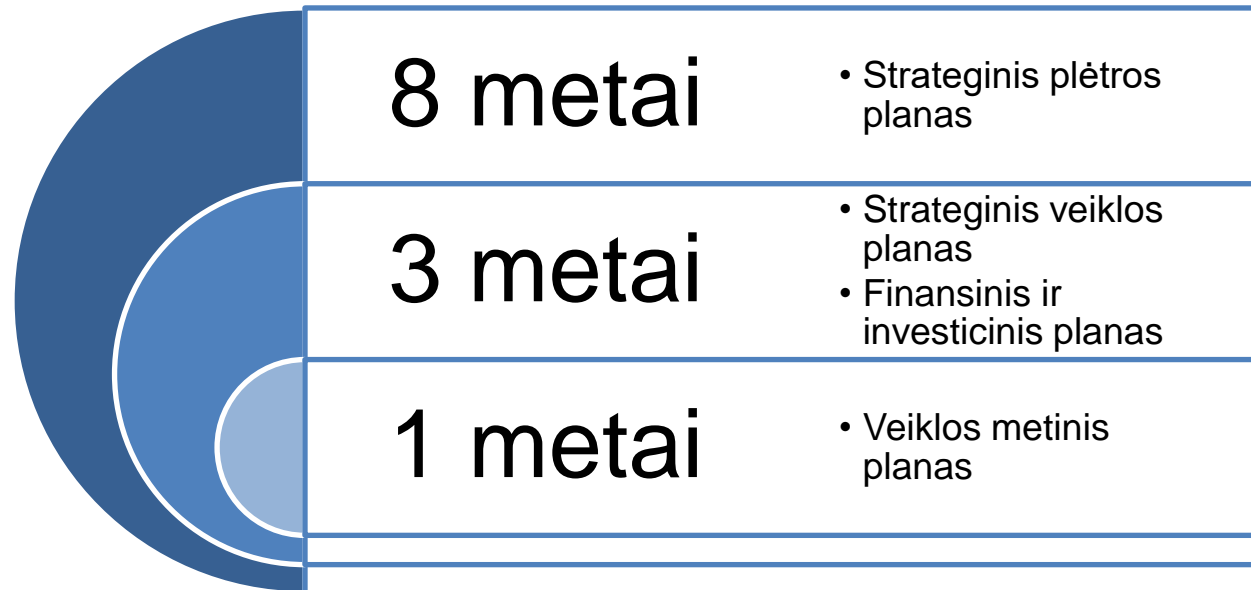 8 metai
• Strateginis plėtros
planas
3 metai
• Strateginis veiklos
planas
• Finansinis ir
investicinis planas
1 metai
• Veiklos metinis
planas